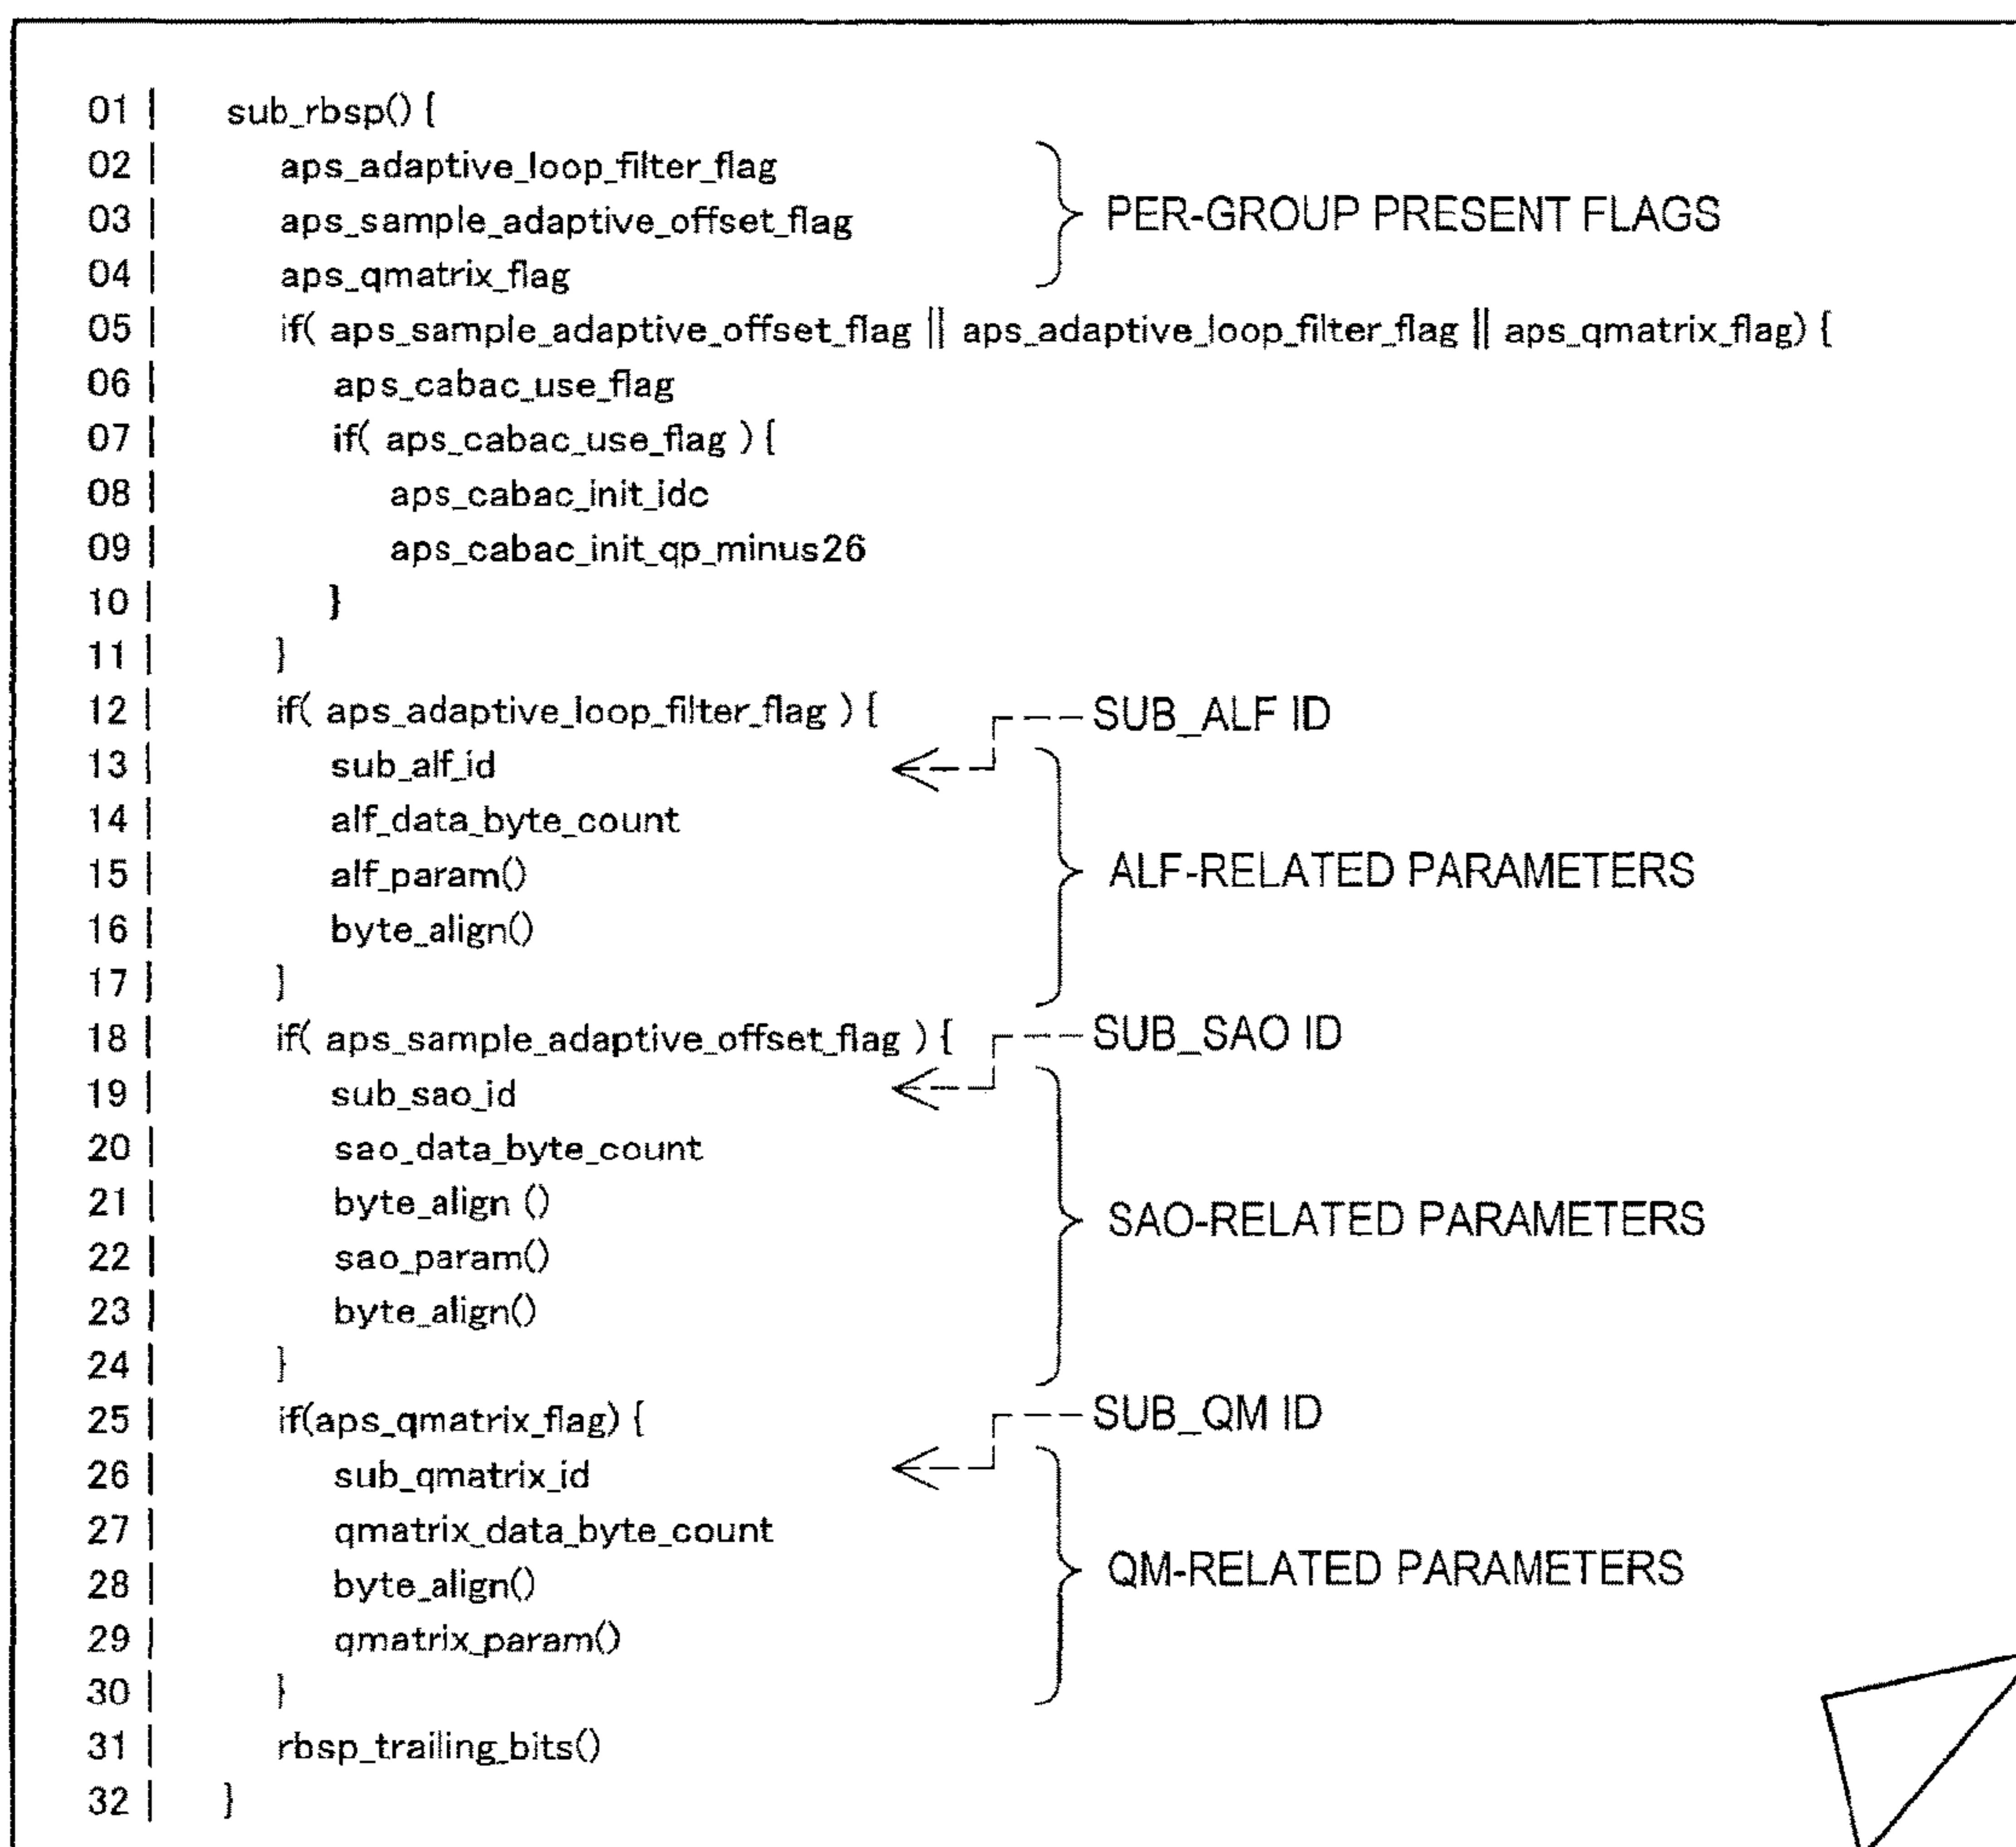 01 | sub_rbsp() {
02 | aps_adaptive_loop_filter_flag
03 | aps_sample_adaptive_offset_flag } PER-GROUP PRESENT FLAGS
04 | aps_qmatrix_flag
05 | if( aps_sample_adaptive_offset_flag || aps_adaptive_loop_filter_flag || aps_qmatrix_flag) {
06 | aps_cabac_use_flag
07 | if( aps_cabac_use_flag ) {
08 | aps_cabac_init_idc
09 | aps_cabac_init_qp_minus26
10 | }
11 | }
12 | if( aps_adaptive_loop_filter_flag ) { SUB_ALF ID
13 | sub_alf_id
14 | alf_data_byte_count
15 | alf_param() ALF-RELATED PARAMETERS
16 | byte_align()
17 | }
18 | if( aps_sample_adaptive_offset_flag ) { SUB_SAO ID
19 | sub_sao_id
20 | sao_data_byte_count
21 | byte_align () SAO-RELATED PARAMETERS
22 | sao_param()
23 | byte_align()
24 | }
25 | if(aps_qmatrix_flag) { SUB_QM ID
26 | sub_qmatrix_id
27 | qmatrix_data_byte_count
28 | byte_align() QM-RELATED PARAMETERS
29 | qmatrix_param()
30 | }
31 | rbsp_trailing_bits()
32 | }